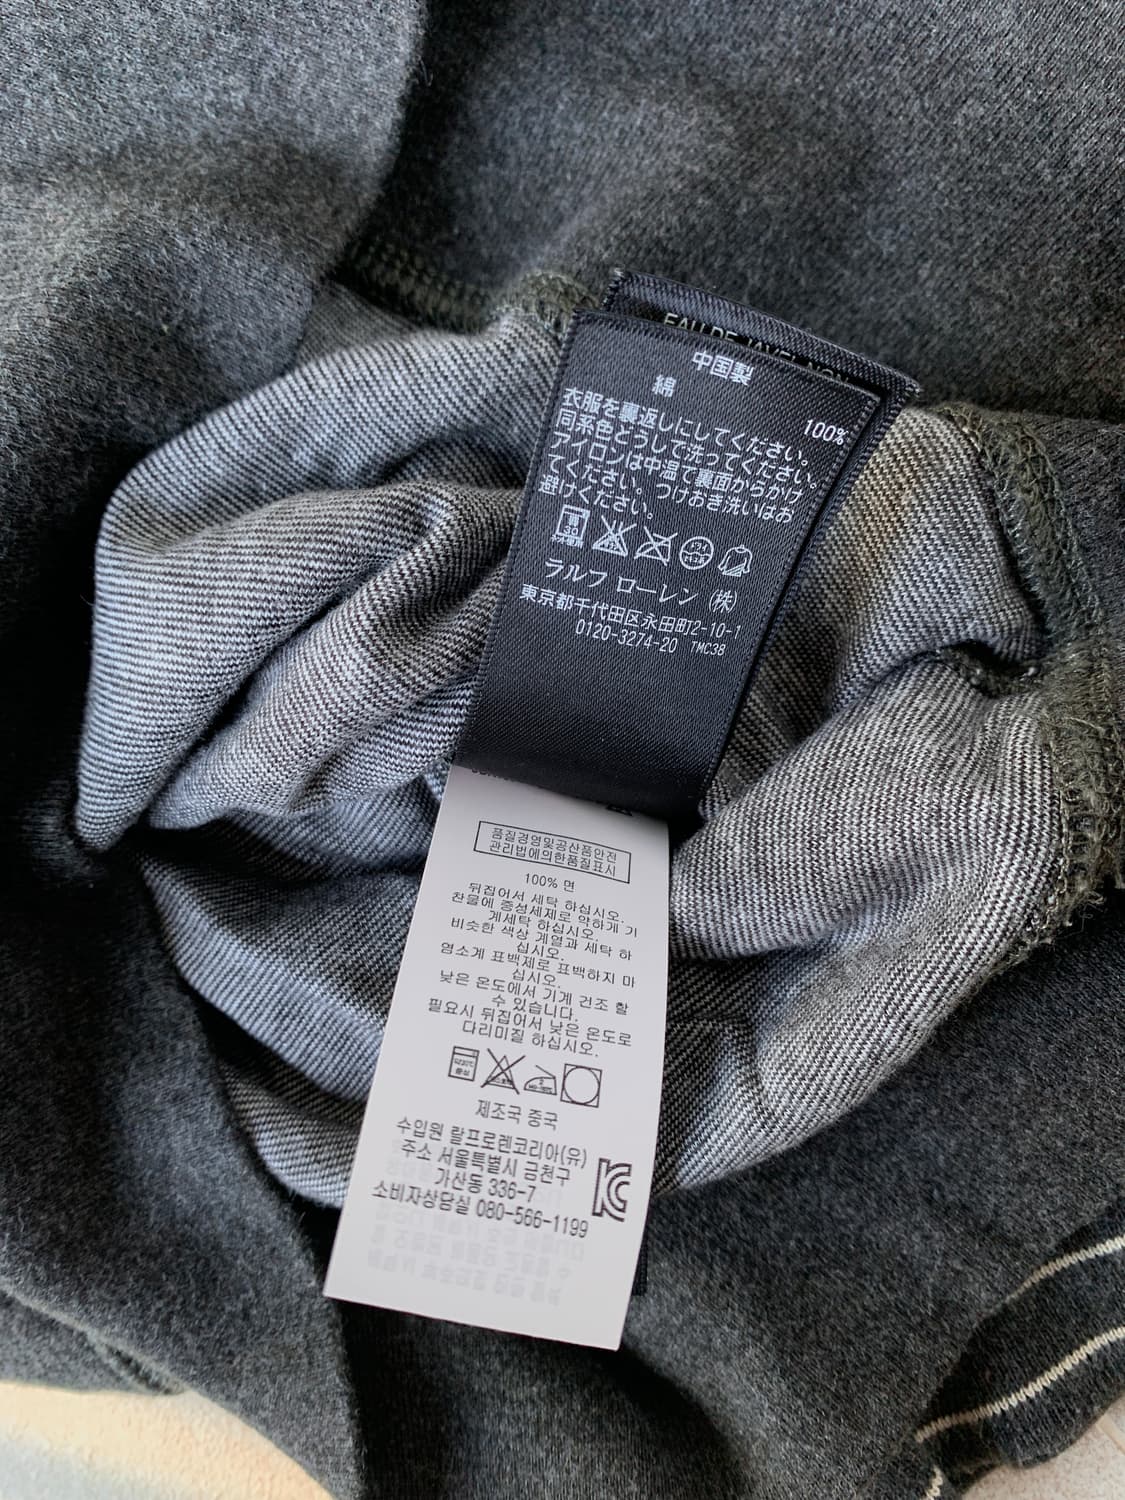 EAU DE JAVEL NON
中国製
綿 100%
衣服を裏返しにしてください。
同系色どうしで洗ってください。
アイロンは中温で裏面からかけ
てください。つけおき洗いはお
避けください。
ラルフ ローレン (株)
東京都千代田区永田町2-10-1
0120-3274-20 TMC38
품질경영및공산품안전
관리법에의한품질표시
100% 면
뒤집어서 세탁 하십시오.
찬물에 중성세제로 약하게 기
계세탁 하십시오.
비슷한 색상 계열과 세탁 하
십시오.
염소계 표백제로 표백하지 마
십시오.
낮은 온도에서 기계 건조 할
수 있습니다.
필요시 뒤집어서 낮은 온도로
다리미질 하십시오.
제조국 중국
수입원 랄프로렌코리아(유)
주소 서울특별시 금천구
가산동 336-7
소비자상담실 080-566-1199